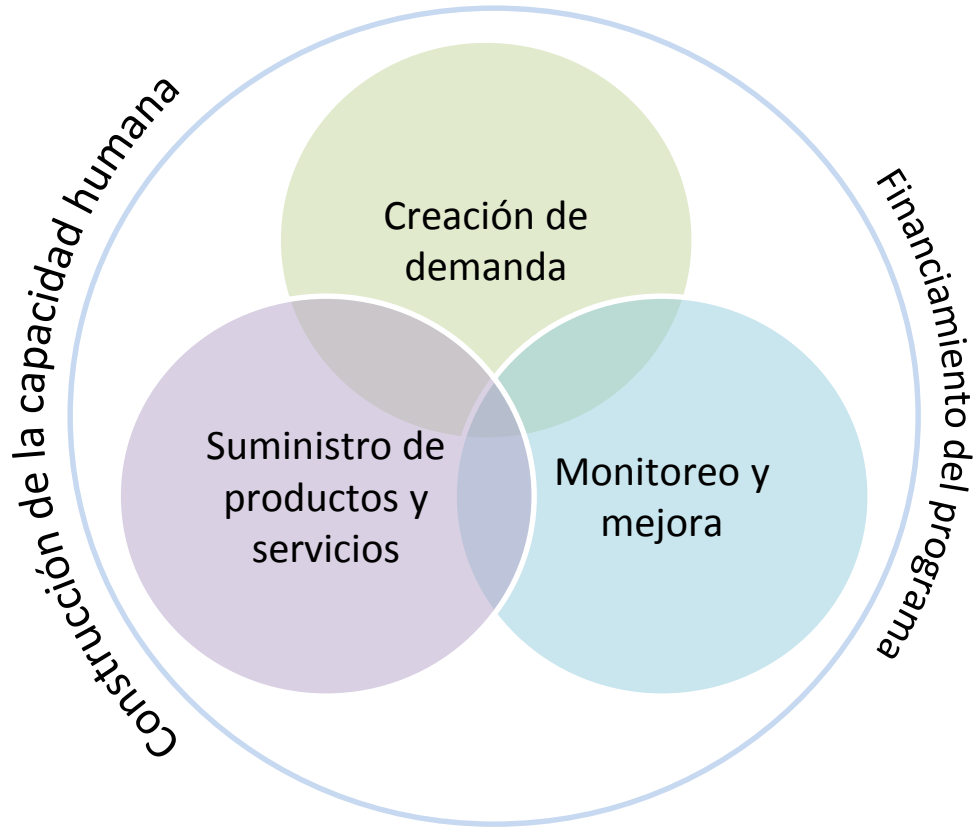 Construcción de la capacidad humana
Creación de
demanda
Financiamiento del programa
Suministro de
productos y
servicios
Monitoreo y
mejora